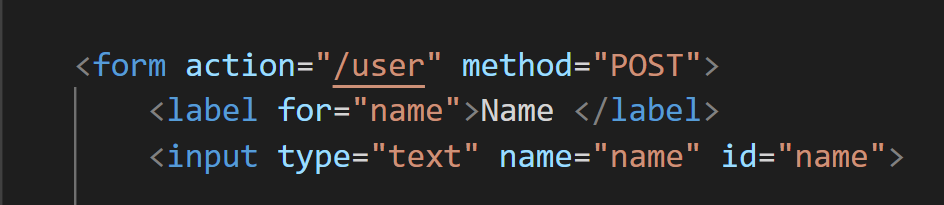 <form action="/user" method="POST">
<label for="name">Name </label>
<input type="text" name="name" id="name">